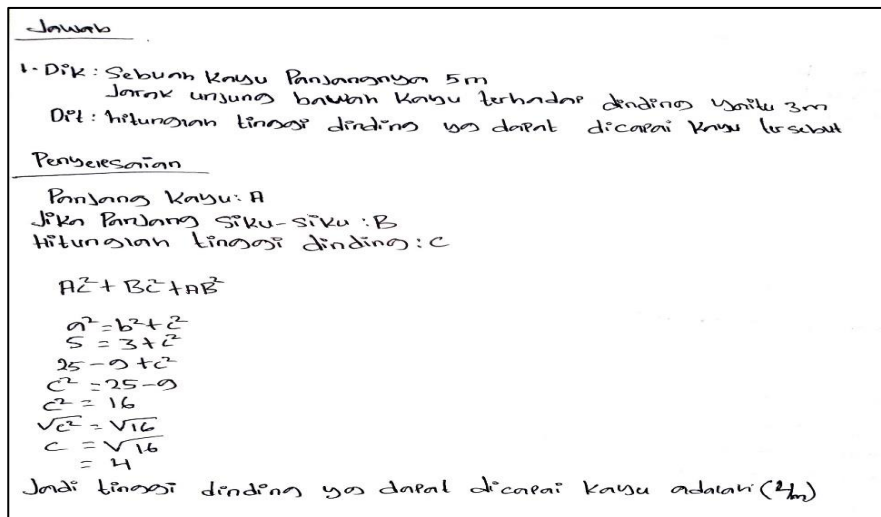 Jawab
1. Dik : Sebuah Kayu Panjangnya 5m
Jarak unjung bawah Kayu terhadap dinding yaitu 3m
Dit : hitunglah tinggi dinding yg dapat dicapai kayu tersebut
Penyelesaian
Panjang Kayu : A
Jika Panjang Siku-Siku : B
Hitunglah tinggi dinding : C
AC² + BC² + AB²
a² = b² + c²
5 = 3 + c²
25 - 9 + c²
c² = 25 - 9
c² = 16
√c² = √16
c = √16
= 4
Jadi tinggi dinding yg dapat dicapai kayu adalah (4m)